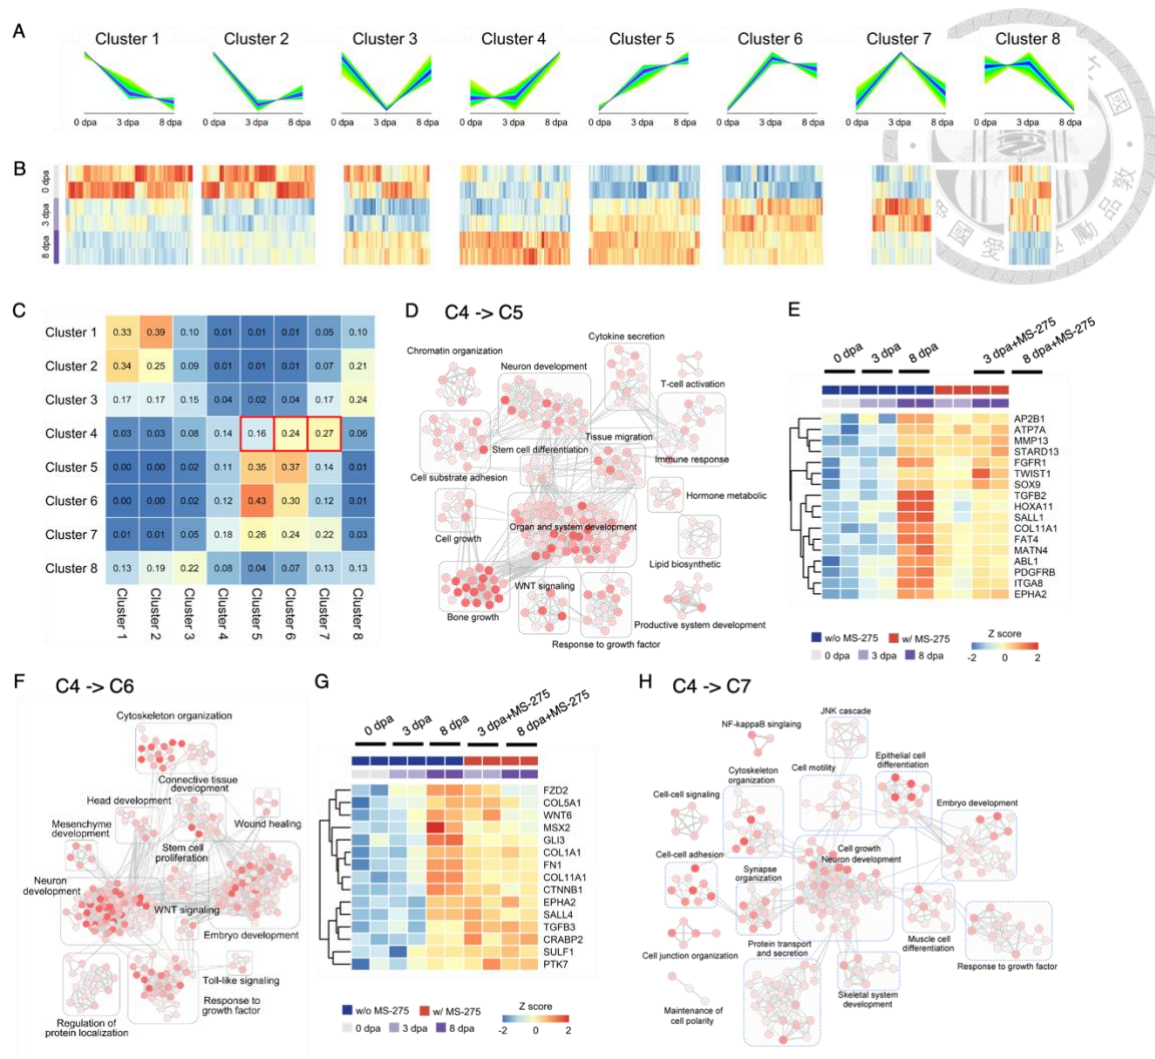 A
Cluster 1 Cluster 2 Cluster 3 Cluster 4 Cluster 5 Cluster 6 Cluster 7 Cluster 8
0 dpa 3 dpa 8 dpa 0 dpa 3 dpa 8 dpa 0 dpa 3 dpa 8 dpa 0 dpa 3 dpa 8 dpa 0 dpa 3 dpa 8 dpa 0 dpa 3 dpa 8 dpa 0 dpa 3 dpa 8 dpa 0 dpa 3 dpa 8 dpa
B
0 dpa
3 dpa
8 dpa
國
敦
品
勵
愛
國
C
Cluster 1 0.33 0.39 0.10 0.01 0.01 0.01 0.05 0.10
Cluster 2 0.34 0.25 0.09 0.01 0.01 0.01 0.07 0.21
Cluster 3 0.17 0.17 0.15 0.04 0.02 0.04 0.17 0.24
Cluster 4 0.03 0.03 0.08 0.14 0.16 0.24 0.27 0.06
Cluster 5 0.00 0.00 0.02 0.11 0.35 0.37 0.14 0.01
Cluster 6 0.00 0.00 0.02 0.12 0.43 0.30 0.12 0.01
Cluster 7 0.01 0.01 0.05 0.18 0.26 0.24 0.22 0.03
Cluster 8 0.13 0.19 0.22 0.08 0.04 0.07 0.13 0.13
Cluster 1 Cluster 2 Cluster 3 Cluster 4 Cluster 5 Cluster 6 Cluster 7 Cluster 8
D C4 -> C5
Cytokine secretion
Chromatin organization
Neuron development
T-cell activation
Tissue migration
Stem cell differentiation
Immune response
Cell substrate adhesion
Hormone metabolic
Organ and system development
Cell growth
Lipid biosynthetic
WNT signaling
Bone growth
Productive system development
Response to growth factor
E
0 dpa 3 dpa 8 dpa 3 dpa+MS-275 8 dpa+MS-275
AP2B1
ATP7A
MMP13
STARD13
FGFR1
TWIST1
SOX9
TGFB2
HOXA11
SALL1
COL11A1
FAT4
MATN4
ABL1
PDGFRB
ITGA8
EPHA2
w/o MS-275 w/ MS-275 Z score
0 dpa 3 dpa 8 dpa -2 0 2
F C4 -> C6
Cytoskeleton organization
Connective tissue
development
Head development
Wound healing
Mesenchyme
development
Stem cell
proliferation
Neuron
development
WNT signaling
Embryo development
Toll-like signaling
Response to
growth factor
Regulation of
protein localization
G
0 dpa 3 dpa 8 dpa 3 dpa+MS-275 8 dpa+MS-275
FZD2
COL5A1
WNT6
MSX2
GLI3
COL1A1
FN1
COL11A1
CTNNB1
EPHA2
SALL4
TGFB3
CRABP2
SULF1
PTK7
w/o MS-275 w/ MS-275 Z score
0 dpa 3 dpa 8 dpa -2 0 2
H C4 -> C7
JNK cascade
NF-kappaB singlaing
Epithelial cell
differentiation
Cytoskeleton
organization
Cell motility
Cell-cell signaling
Embryo development
Cell growth
Neuron development
Cell-cell adhesion
Synapse
organization
Muscle cell
differentiation
Protein transport
and secretion
Cell junction organization
Response to growth factor
Skeletal system
development
Maintenance of
cell polarity